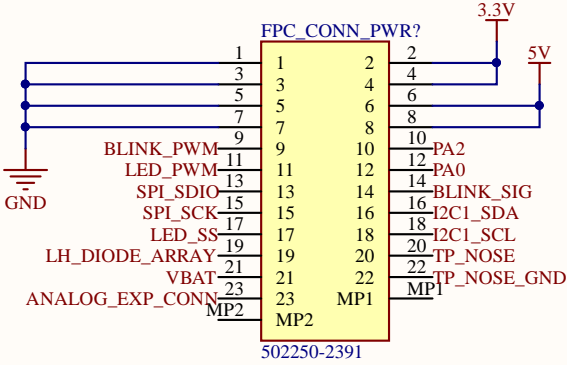 3.3V
FPC_CONN_PWR?
5V
1 1 2 2
3 3 4 4
5 5 6 6
7 7 8 8
BLINK_PWM 9 9 10 10 PA2
LED_PWM 11 11 12 12 PA0
SPI_SDIO 13 13 14 14 BLINK_SIG
SPI_SCK 15 15 16 16 I2C1_SDA
LED_SS 17 17 18 18 I2C1_SCL
LH_DIODE_ARRAY 19 19 20 20 TP_NOSE
VBAT 21 21 22 22 TP_NOSE_GND
ANALOG_EXP_CONN 23 23 MP1 MP1
MP2 MP2
GND
502250-2391